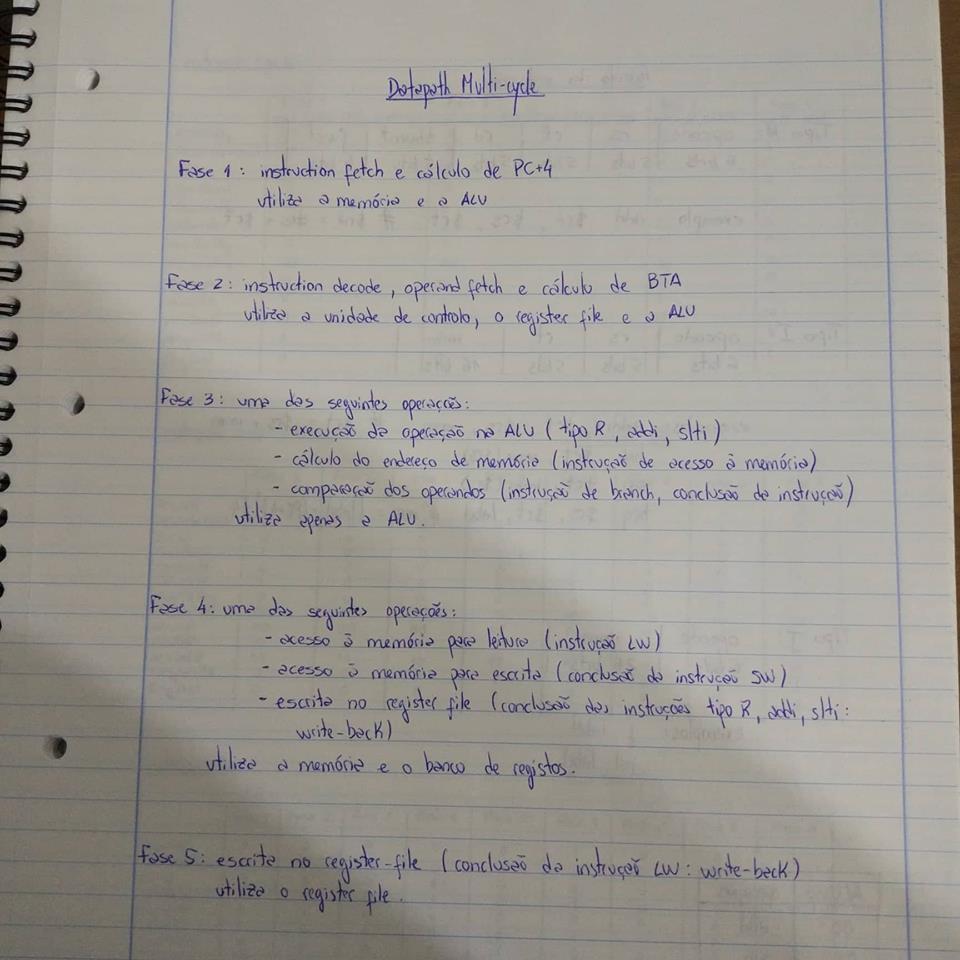 Datapath Multi-cycle
Fase 1: instruction fetch e cálculo de PC+4
utiliza a memória e a ALU
Fase 2: instruction decode, operand fetch e cálculo de BTA
utiliza a unidade de controlo, o register file e a ALU
Fase 3: uma das seguintes operações:
- execução da operação na ALU (tipo R, addi, slti)
- cálculo do endereço de memória (instrução de acesso à memória)
- comparação dos operandos (instrução de branch, conclusão da instrução)
utiliza apenas a ALU.
Fase 4: uma das seguintes operações:
- acesso à memória para leitura (instrução LW)
- acesso à memória para escrita (conclusão da instrução SW)
- escrita no register file (conclusão das instruções tipo R, addi, slti:
write-back)
utiliza a memória e o banco de registos.
Fase 5: escrita no register-file (conclusão da instrução LW: write-back)
utiliza o register file.